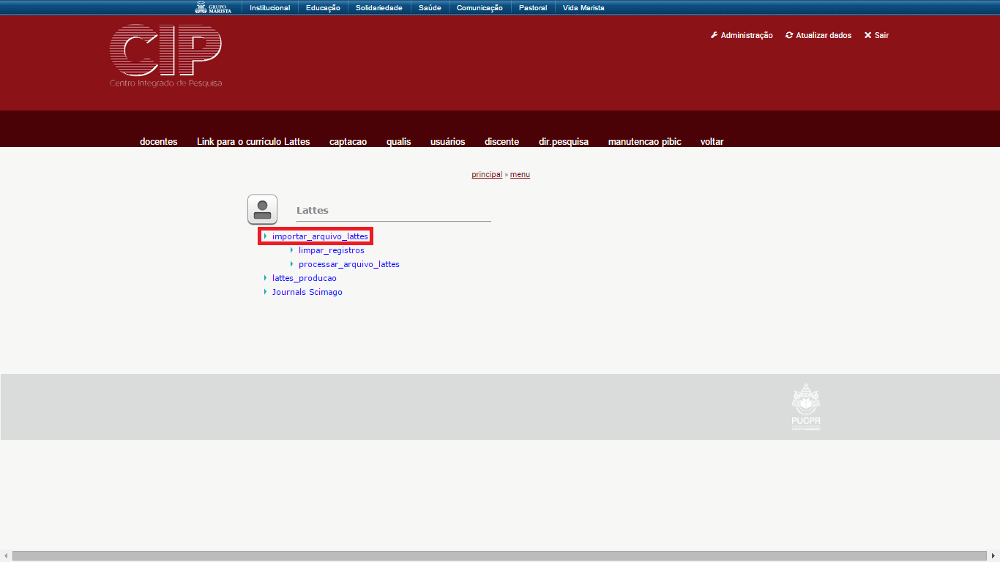 GRUPO MARISTA Institucional Educação Solidariedade Saúde Comunicação Pastoral Vida Marista
CIP
Centro Integrado de Pesquisa
Administração Atualizar dados Sair
docentes Link para o currículo Lattes captacao qualis usuários discente dir.pesquisa manutencao pibic voltar
principal » menu
Lattes
importar_arquivo_lattes
limpar_registros
processar_arquivo_lattes
lattes_producao
Journals Scimago
PUCPR
GRUPO MARISTA